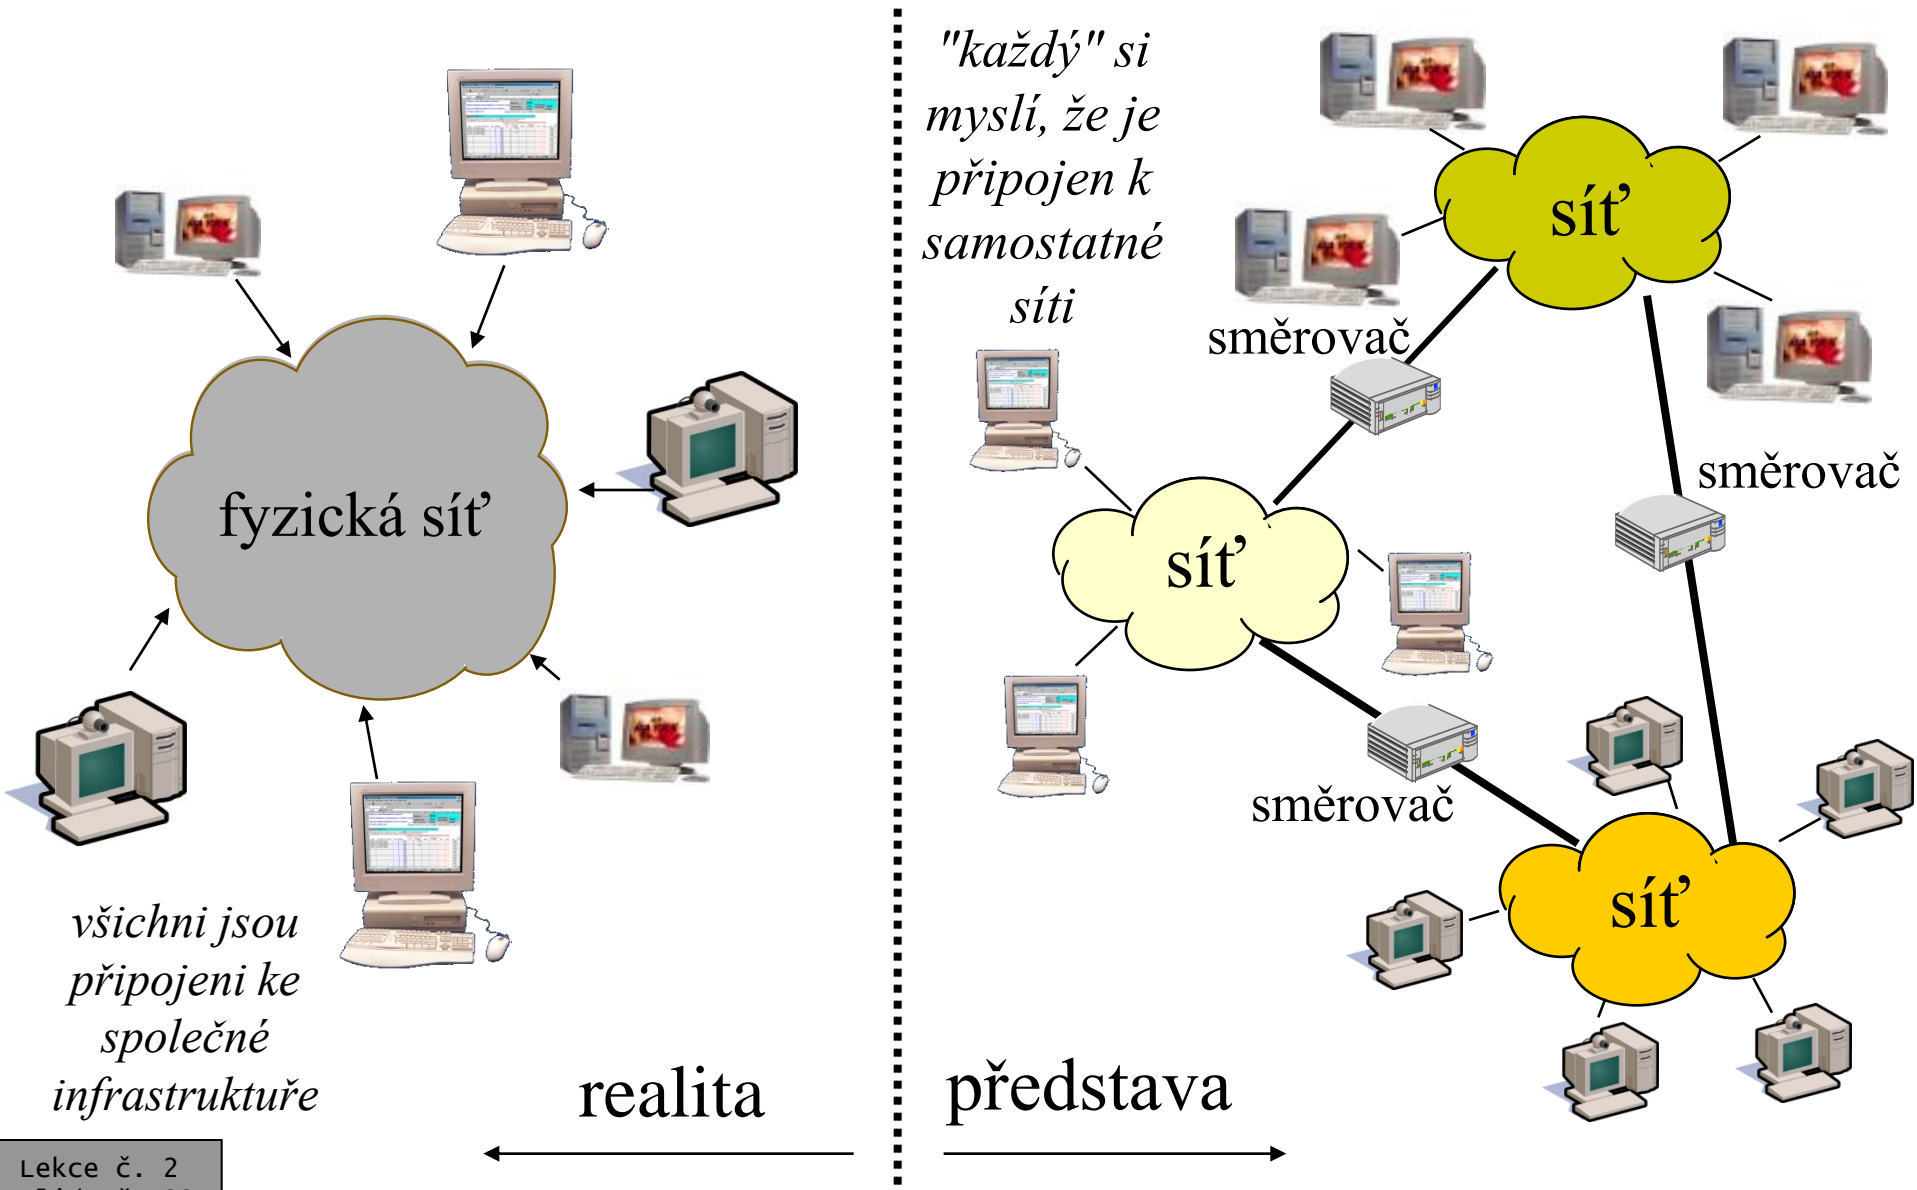 fyzická síť
všichni jsou
připojeni ke
společné
infrastruktuře
realita
Lekce č. 2
"každý" si
myslí, že je
připojen k
samostatné
síti
síť
směrovač
směrovač
síť
směrovač
síť
představa